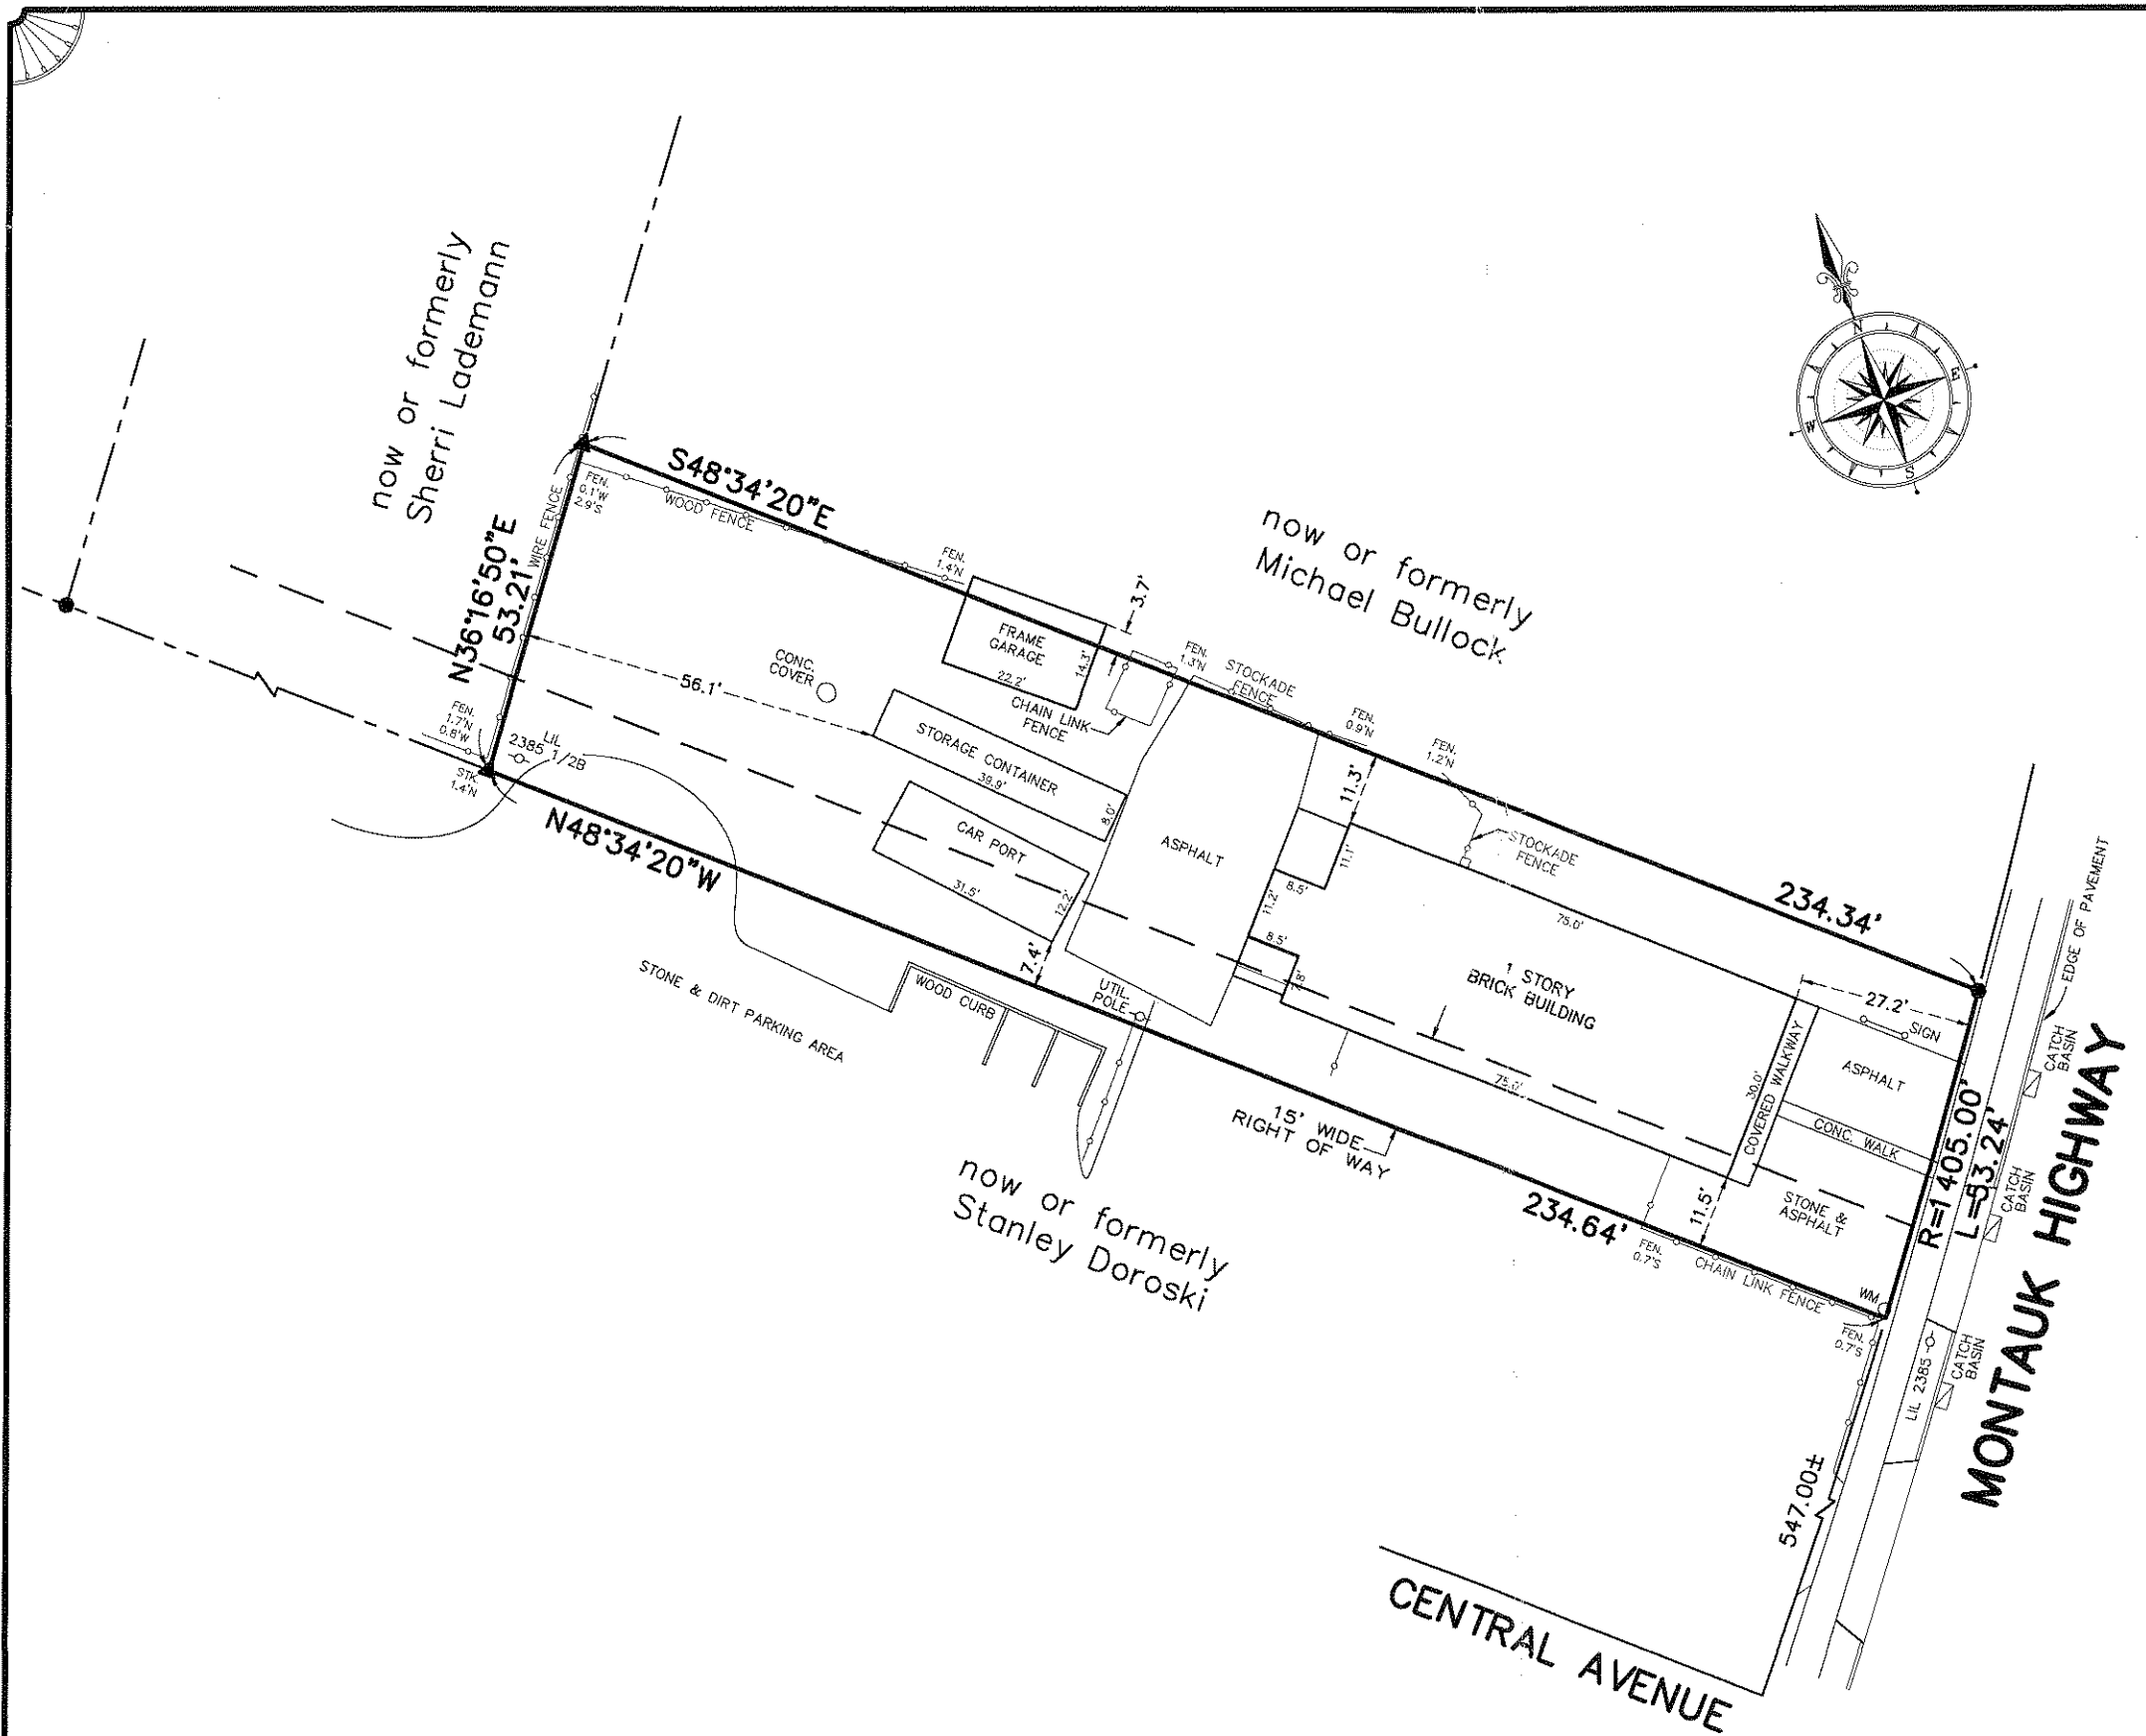 now or formerly
Sherri Lademann
N
E
W
S
S48°34'20"E
WOOD FENCE
FEN.
0.1'W
2.9'S
WIRE FENCE
N36°16'50"E
53.21'
now or formerly
Michael Bullock
FEN.
1.4'N
3.7'
FRAME
GARAGE
14.3'
22.2'
CONC.
COVER
56.1'
CHAIN LINK
FENCE
FEN.
1.3'N
STOCKADE
FENCE
FEN.
0.9'N
FEN.
1.2'N
FEN.
1.7'N
0.8'W
LIL
2385 1/2B
STK.
1.4'N
STORAGE CONTAINER
39.9'
8.0'
CAR PORT
31.5'
12.2'
ASPHALT
11.3'
11.1'
8.5'
11.2'
8.5'
7.8'
STOCKADE
FENCE
75.0'
234.34'
EDGE OF PAVEMENT
N48°34'20"W
7.4'
STONE & DIRT PARKING AREA
WOOD CURB
UTIL.
POLE
1 STORY
BRICK BUILDING
27.2'
SIGN
ASPHALT
CATCH
BASIN
30.0'
COVERED WALKWAY
75.0'
CONC. WALK
R=1405.00'
L=53.24'
MONTAUK HIGHWAY
15' WIDE
RIGHT OF WAY
now or formerly
Stanley Doroski
234.64'
11.5'
STONE &
ASPHALT
CATCH
BASIN
FEN.
0.7'S
CHAIN LINK FENCE
WM
FEN.
0.7'S
LIL 2385
CATCH
BASIN
547.00±
CENTRAL AVENUE